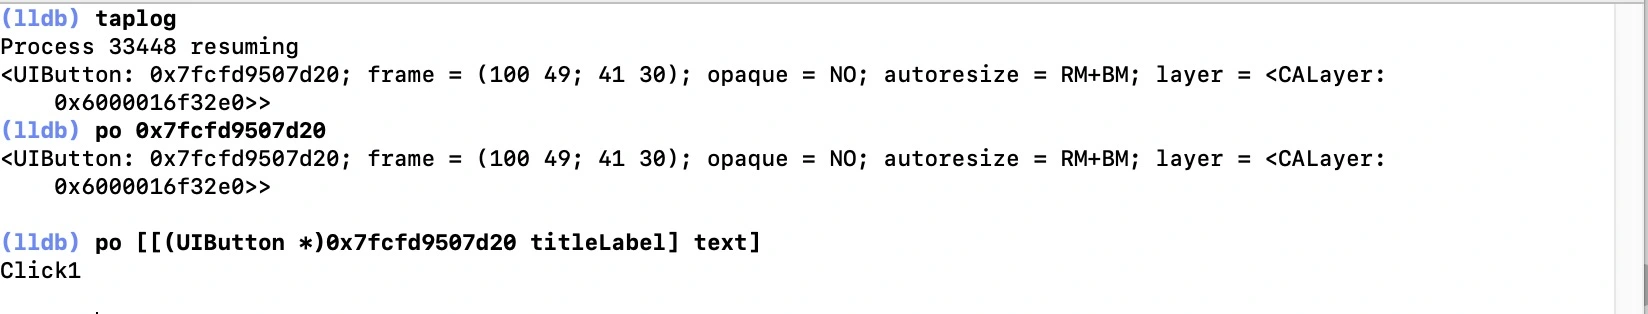 (lldb) taplog
Process 33448 resuming
<UIButton: 0x7fcfd9507d20; frame = (100 49; 41 30); opaque = NO; autoresize = RM+BM; layer = <CALayer:
0x6000016f32e0>>
(lldb) po 0x7fcfd9507d20
<UIButton: 0x7fcfd9507d20; frame = (100 49; 41 30); opaque = NO; autoresize = RM+BM; layer = <CALayer:
0x6000016f32e0>>
(lldb) po [[(UIButton *)0x7fcfd9507d20 titleLabel] text]
Click1